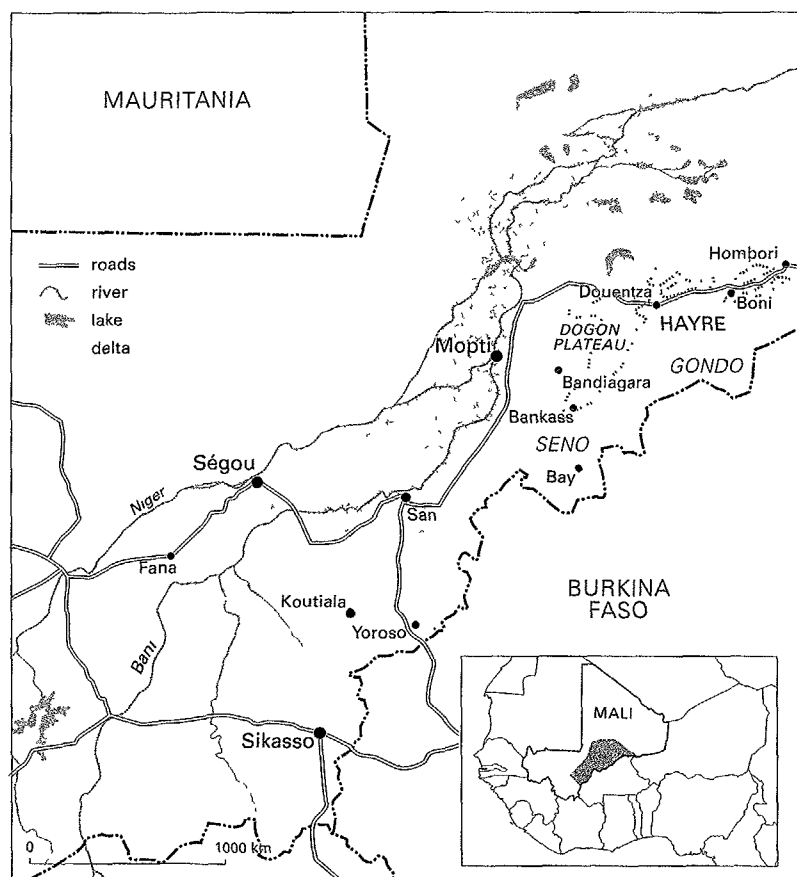 MAURITANIA
roads
river
lake
delta
Hombori
Douentza
Boni
HAYRE
DOGON
PLATEAU
Mopti
GONDO
Bandiagara
Bankass
SENO
Ségou
Bay
Niger
San
Fana
BURKINA
FASO
Koutiala
Yoroso
Bani
MALI
Sikasso
0
1000 km